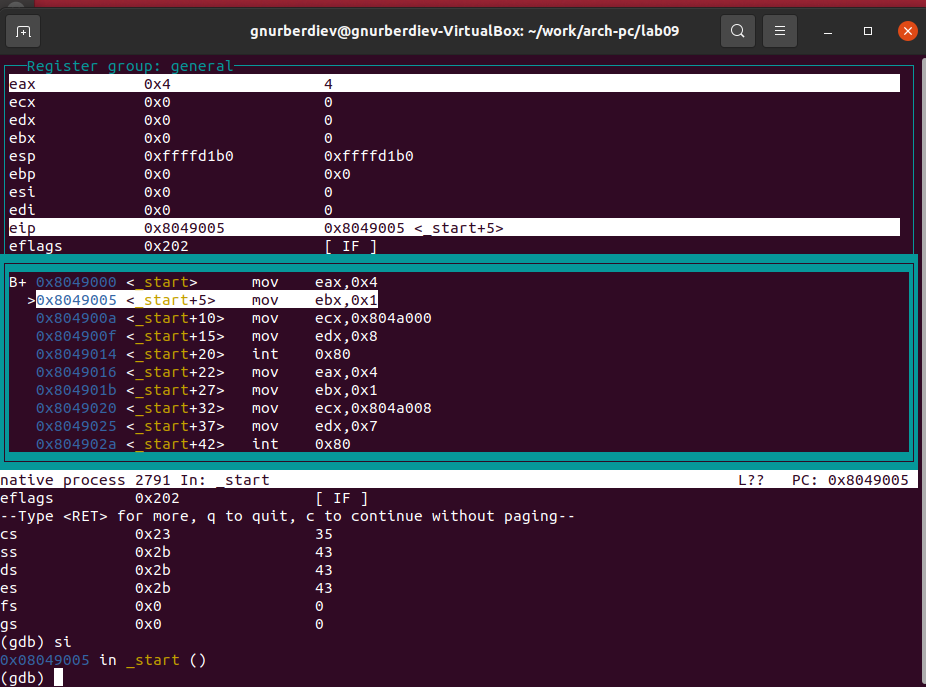 gnurberdiev@gnurberdiev-VirtualBox: ~/work/arch-pc/lab09
Register group: general
eax 0x4 4
ecx 0x0 0
edx 0x0 0
ebx 0x0 0
esp 0xffffd1b0 0xffffd1b0
ebp 0x0 0x0
esi 0x0 0
edi 0x0 0
eip 0x8049005 0x8049005 <_start+5>
eflags 0x202 [ IF ]
B+ 0x8049000 <_start> mov eax,0x4
>0x8049005 <_start+5> mov ebx,0x1
0x804900a <_start+10> mov ecx,0x804a000
0x804900f <_start+15> mov edx,0x8
0x8049014 <_start+20> int 0x80
0x8049016 <_start+22> mov eax,0x4
0x804901b <_start+27> mov ebx,0x1
0x8049020 <_start+32> mov ecx,0x804a008
0x8049025 <_start+37> mov edx,0x7
0x804902a <_start+42> int 0x80
native process 2791 In: _start L?? PC: 0x8049005
eflags 0x202 [ IF ]
--Type <RET> for more, q to quit, c to continue without paging--
cs 0x23 35
ss 0x2b 43
ds 0x2b 43
es 0x2b 43
fs 0x0 0
gs 0x0 0
(gdb) si
0x08049005 in _start ()
(gdb)